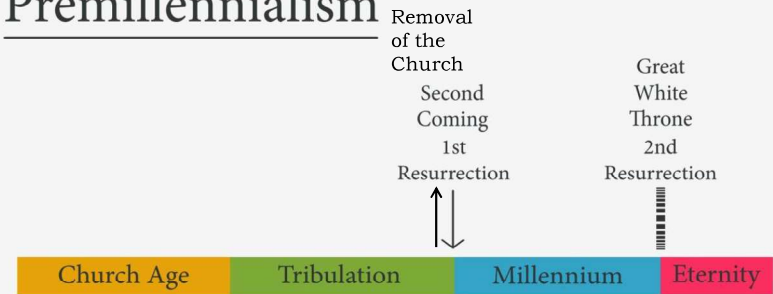 Premillennialism
Removal
of the
Church
Second
Coming
1st
Resurrection
Great
White
Throne
2nd
Resurrection
Church Age
Tribulation
Millennium
Eternity